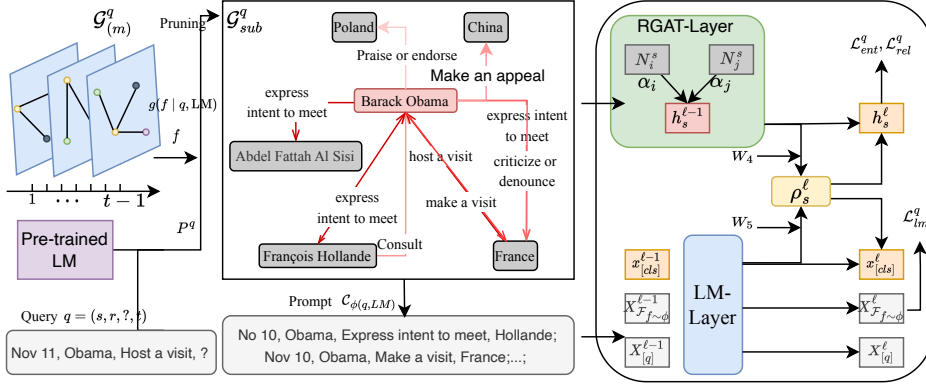 𝒢^q_(m)
Pruning
g(f | q, LM)
f
1 ... t − 1
P^q
Pre-trained
LM
Query q = (s, r, ?, t)
Nov 11, Obama, Host a visit, ?
𝒢^q_sub
Poland
China
Praise or endorse
Make an appeal
express
intent to meet
Barack Obama
express intent
to meet
Abdel Fattah Al Sisi
host a visit
criticize or
denounce
express
intent to meet
make a visit
François Hollande
Consult
France
Prompt 𝒞_ϕ(q,LM)
No 10, Obama, Express intent to meet, Hollande;
Nov 10, Obama, Make a visit, France;...;
RGAT-Layer
N^s_i
N^s_j
α_i
α_j
h^{ℓ-1}_s
ℒ^q_ent, ℒ^q_rel
h^ℓ_s
W_4
ρ^ℓ_s
W_5
ℒ^q_lm
x^{ℓ-1}_[cls]
x^ℓ_[cls]
LM-
Layer
X^{ℓ-1}_{ℱ_f∼ϕ}
X^ℓ_{ℱ_f∼ϕ}
X^{ℓ-1}_[q]
X^ℓ_[q]